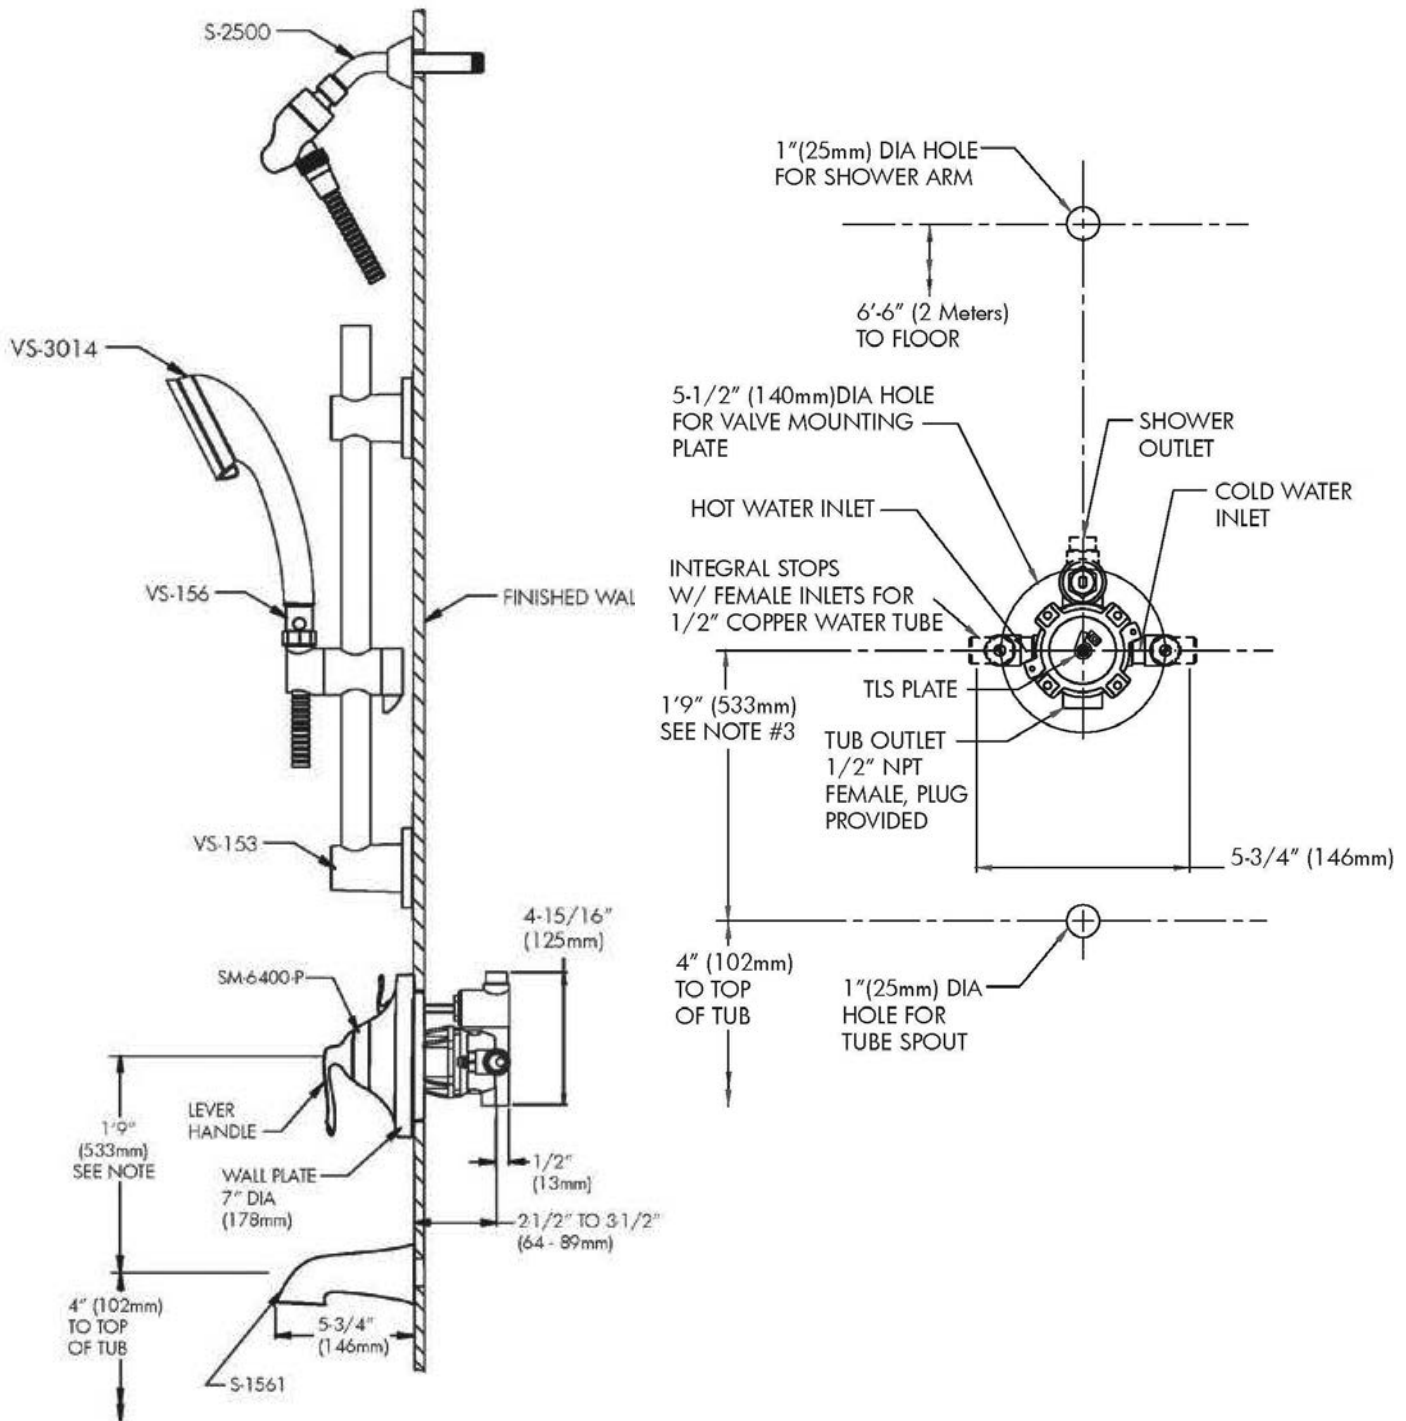 S-2500
VS-3014
VS-156
FINISHED WAL
VS-153
4-15/16"
(125mm)
SM-6400-P
LEVER
HANDLE
1'9"
(533mm)
SEE NOTE
WALL PLATE
7" DIA
(178mm)
1/2"
(13mm)
2-1/2" TO 3-1/2"
(64 - 89mm)
4" (102mm)
TO TOP
OF TUB
5-3/4"
(146mm)
S-1561
1"(25mm) DIA HOLE
FOR SHOWER ARM
6'-6" (2 Meters)
TO FLOOR
5-1/2" (140mm)DIA HOLE
FOR VALVE MOUNTING
PLATE
SHOWER
OUTLET
HOT WATER INLET
COLD WATER
INLET
INTEGRAL STOPS
W/ FEMALE INLETS FOR
1/2" COPPER WATER TUBE
TLS PLATE
1'9" (533mm)
SEE NOTE #3
TUB OUTLET
1/2" NPT
FEMALE, PLUG
PROVIDED
5-3/4" (146mm)
4" (102mm)
TO TOP
OF TUB
1"(25mm) DIA
HOLE FOR
TUBE SPOUT